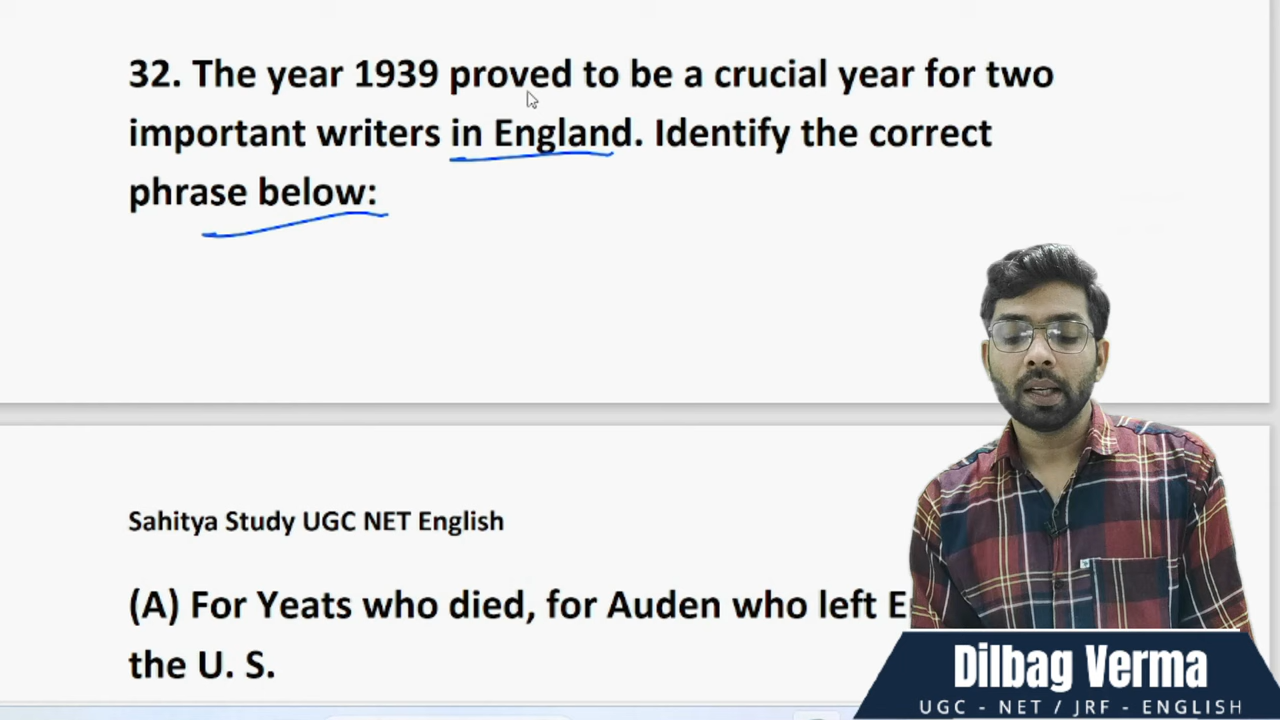 32. The year 1939 proved to be a crucial year for two
important writers in England. Identify the correct
phrase below:
Sahitya Study UGC NET English
(A) For Yeats who died, for Auden who left
the U. S.
Dilbag Verma
UGC - NET / JRF - ENGLISH